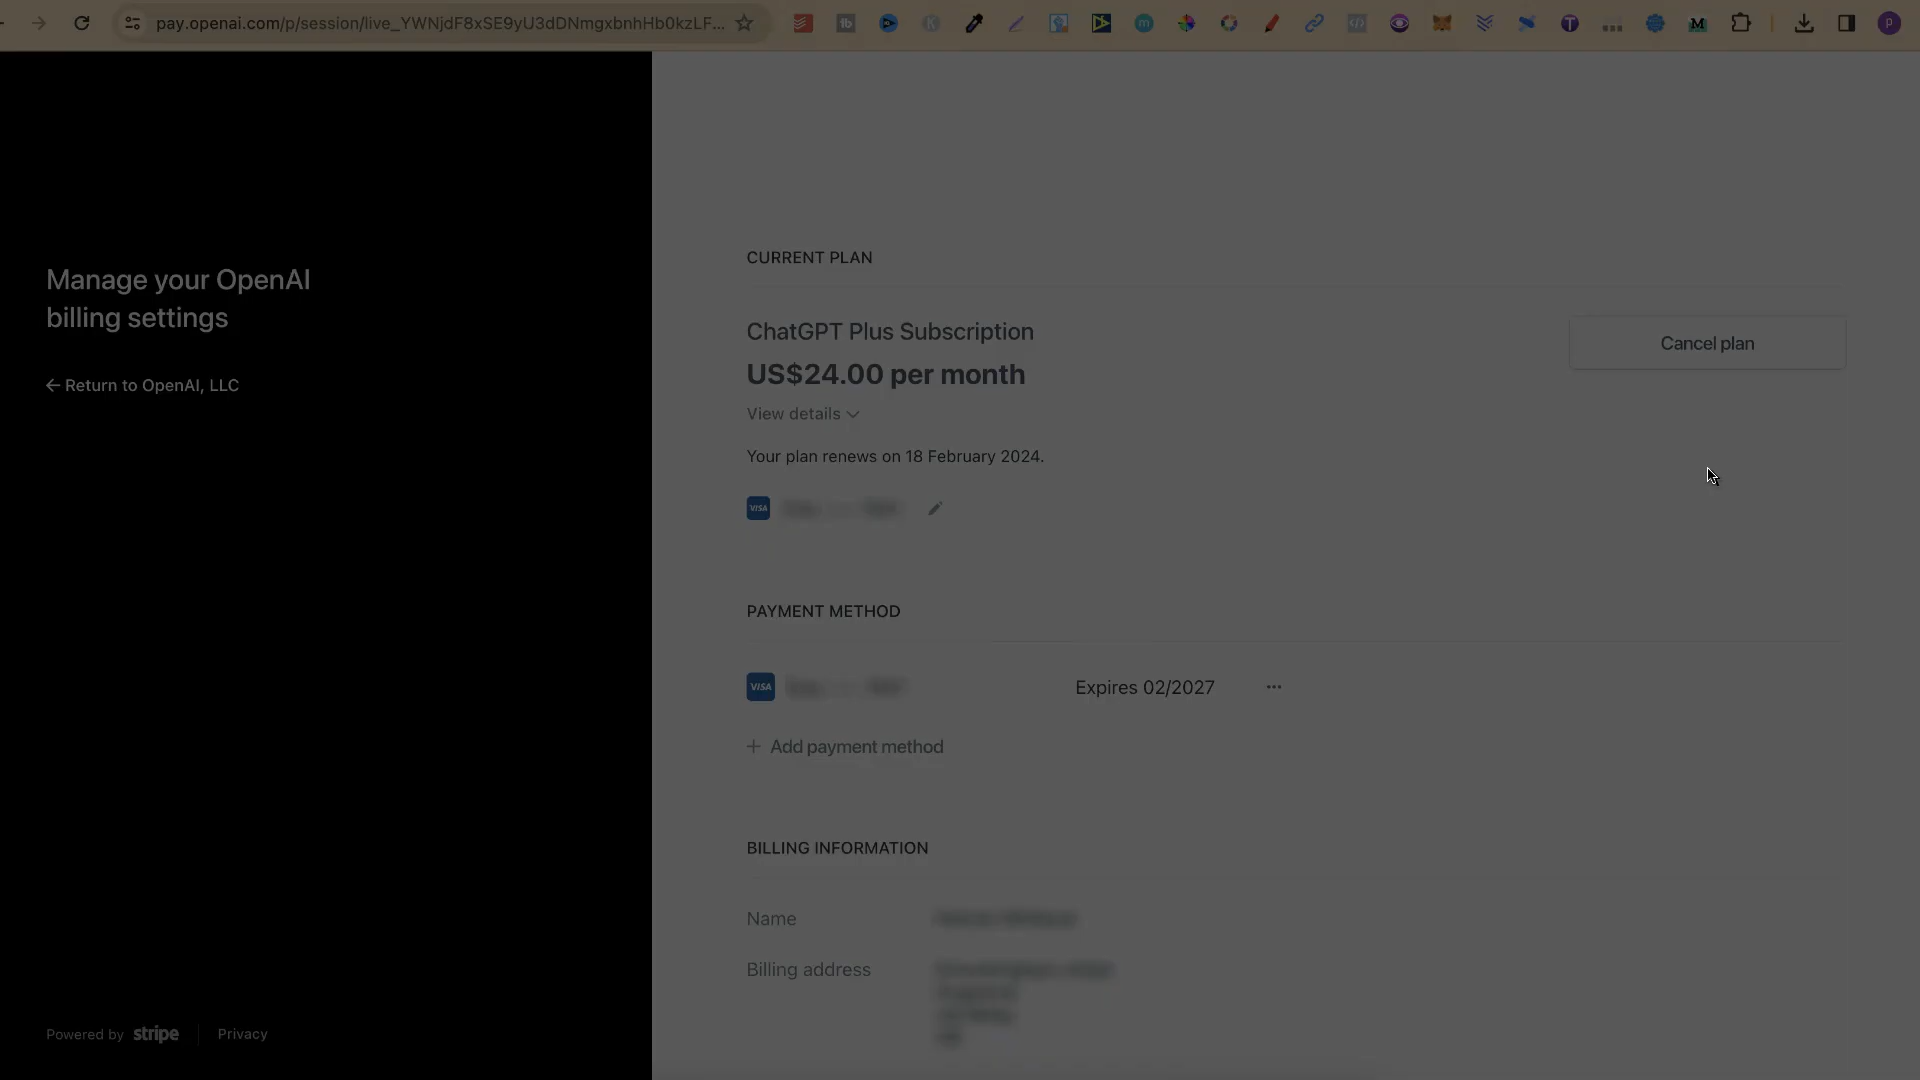 pay.openai.com/p/session/live_YWNjdF8xSE9yU3dDNmgxbnhHb0kzLF...
Manage your OpenAI
billing settings
← Return to OpenAI, LLC
Powered by stripe
Privacy
CURRENT PLAN
ChatGPT Plus Subscription
US$24.00 per month
View details
Your plan renews on 18 February 2024.
VISA
Cancel plan
PAYMENT METHOD
VISA
Expires 02/2027
+ Add payment method
BILLING INFORMATION
Name
Billing address